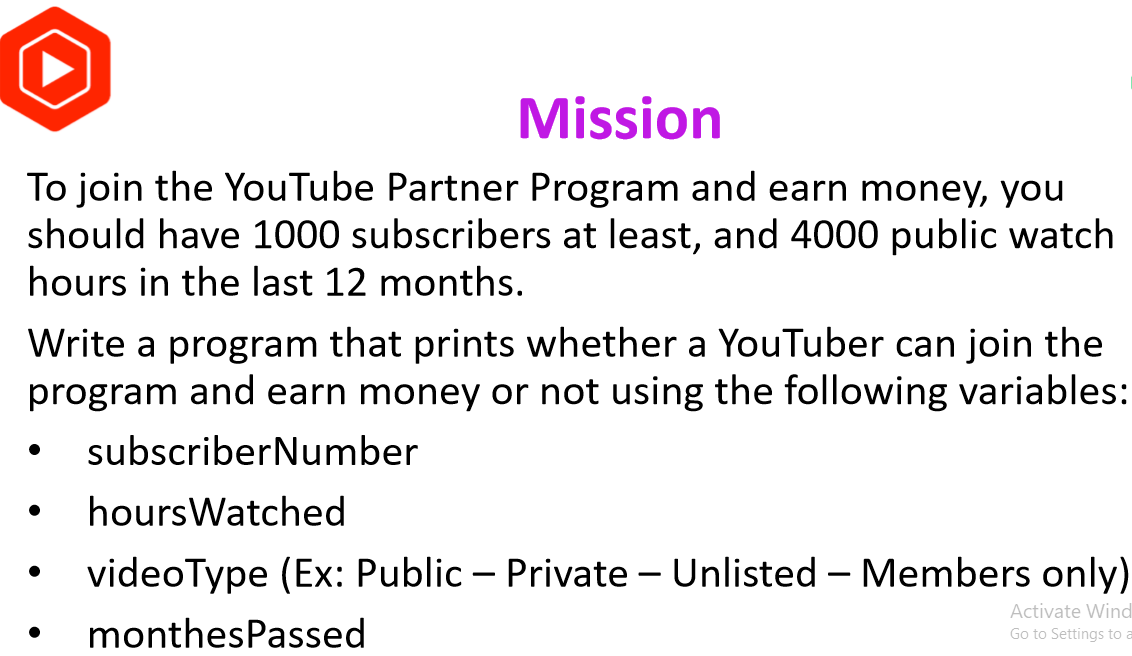 Mission
To join the YouTube Partner Program and earn money, you
should have 1000 subscribers at least, and 4000 public watch
hours in the last 12 months.
Write a program that prints whether a YouTuber can join the
program and earn money or not using the following variables:
• subscriberNumber
• hoursWatched
• videoType (Ex: Public – Private – Unlisted – Members only)
• monthesPassed
Activate Wind
Go to Settings to a